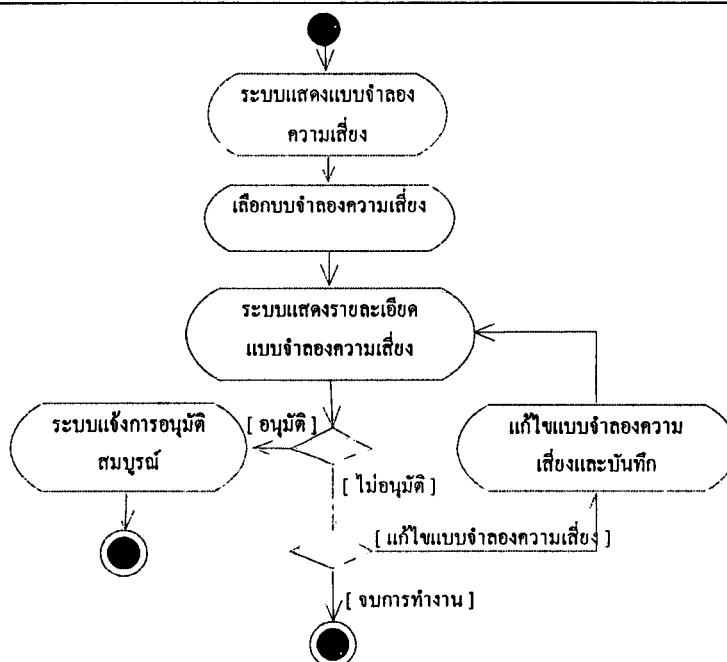 ระบบแสดงแบบจำลอง
ความเสี่ยง
เลือกบบจำลองความเสี่ยง
ระบบแสดงรายละเอียด
แบบจำลองความเสี่ยง
ระบบแจ้งการอนุมัติ
สมบูรณ์
[ อนุมัติ ]
แก้ไขแบบจำลองความ
เสี่ยงและบันทึก
[ ไม่อนุมัติ ]
[ แก้ไขแบบจำลองความเสี่ยง ]
[ จบการทำงาน ]